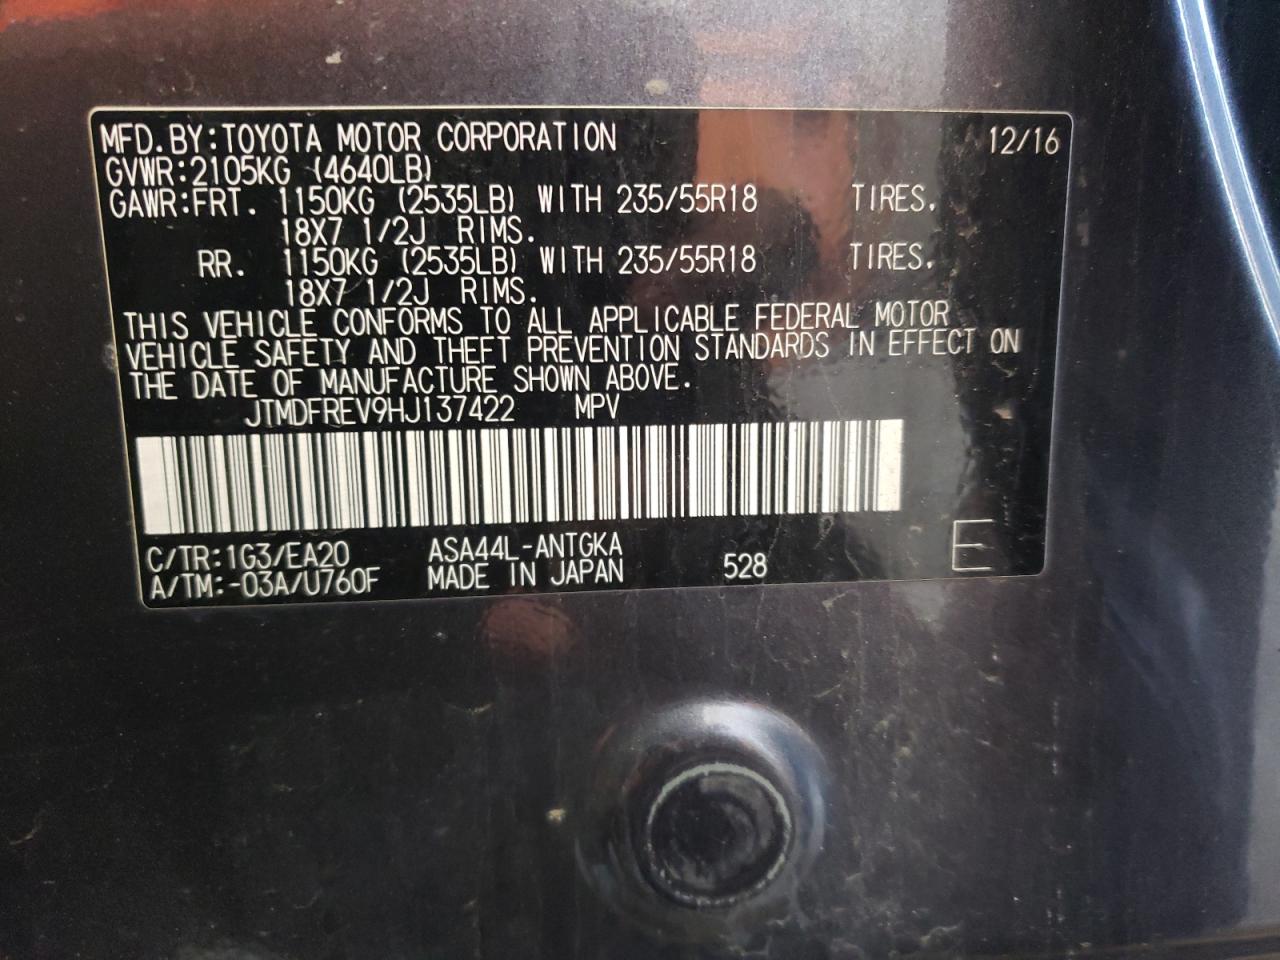 MFD.BY:TOYOTA MOTOR CORPORATION 12/16
GVWR:2105KG (4640LB)
GAWR:FRT. 1150KG (2535LB) WITH 235/55R18 TIRES,
18X7 1/2J RIMS.
RR. 1150KG (2535LB) WITH 235/55R18 TIRES,
18X7 1/2J RIMS.
THIS VEHICLE CONFORMS TO ALL APPLICABLE FEDERAL MOTOR
VEHICLE SAFETY AND THEFT PREVENTION STANDARDS IN EFFECT ON
THE DATE OF MANUFACTURE SHOWN ABOVE.
JTMDFREV9HJ137422 MPV
C/TR:1G3/EA20 ASA44L-ANTGKA 528 E
A/TM:-03A/U760F MADE IN JAPAN